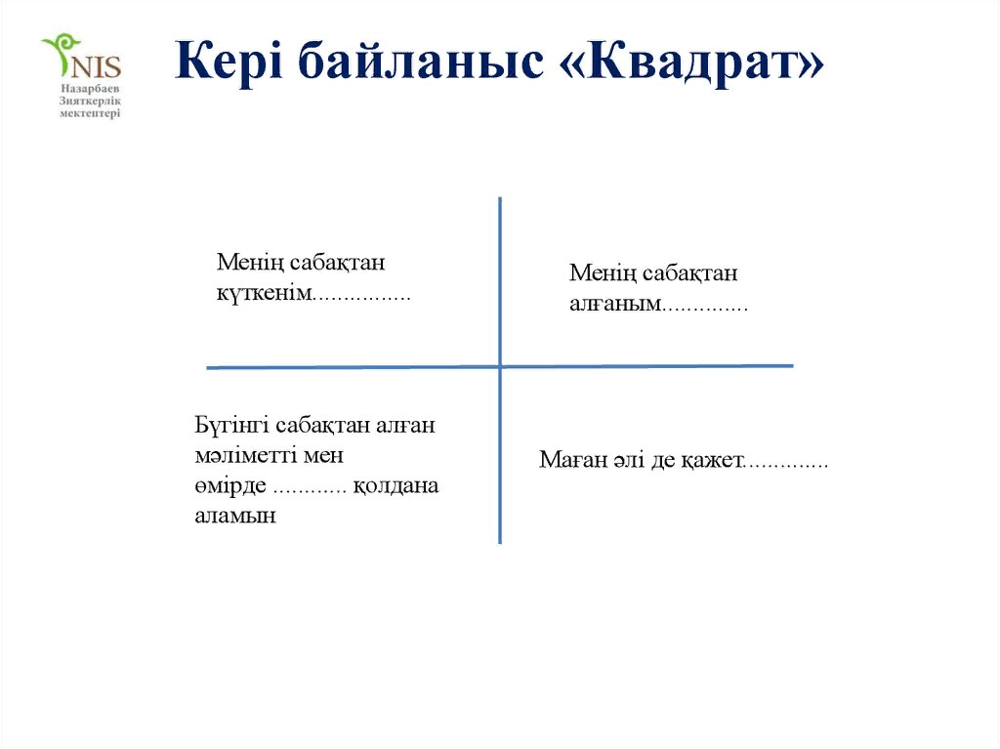 NIS
Назарбаев
Зияткерлік
мектептері
Кері байланыс «Квадрат»
Менің сабақтан
күткенім................
Менің сабақтан
алғаным..............
Бүгінгі сабақтан алған
мәліметті мен
өмірде ............ қолдана
аламын
Маған әлі де қажет..............